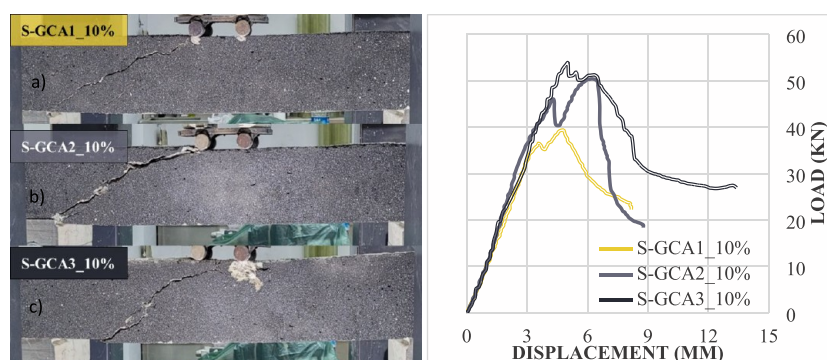 S-GCA1_10%
a)
S-GCA2_10%
b)
S-GCA3_10%
c)
60
50
40
30
20
10
0
LOAD (KN)
S-GCA1_10%
S-GCA2_10%
S-GCA3_10%
0 3 6 9 12 15
DISPLACEMENT (MM)